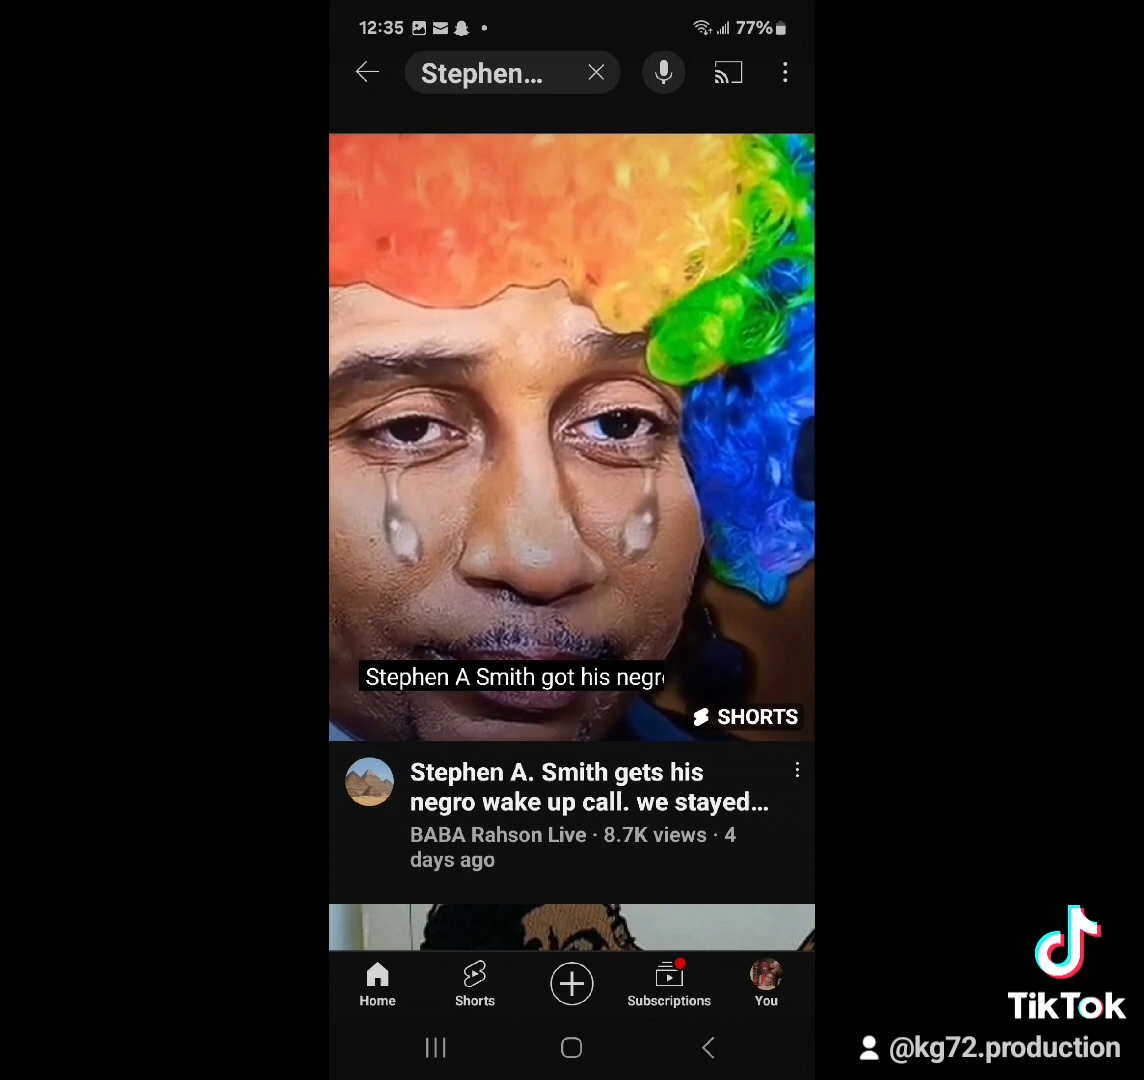 12:35
77%
Stephen...
Stephen A Smith got his negr
SHORTS
Stephen A. Smith gets his
negro wake up call. we stayed...
BABA Rahson Live · 8.7K views · 4
days ago
Home
Shorts
Subscriptions
You
TikTok
@kg72.production